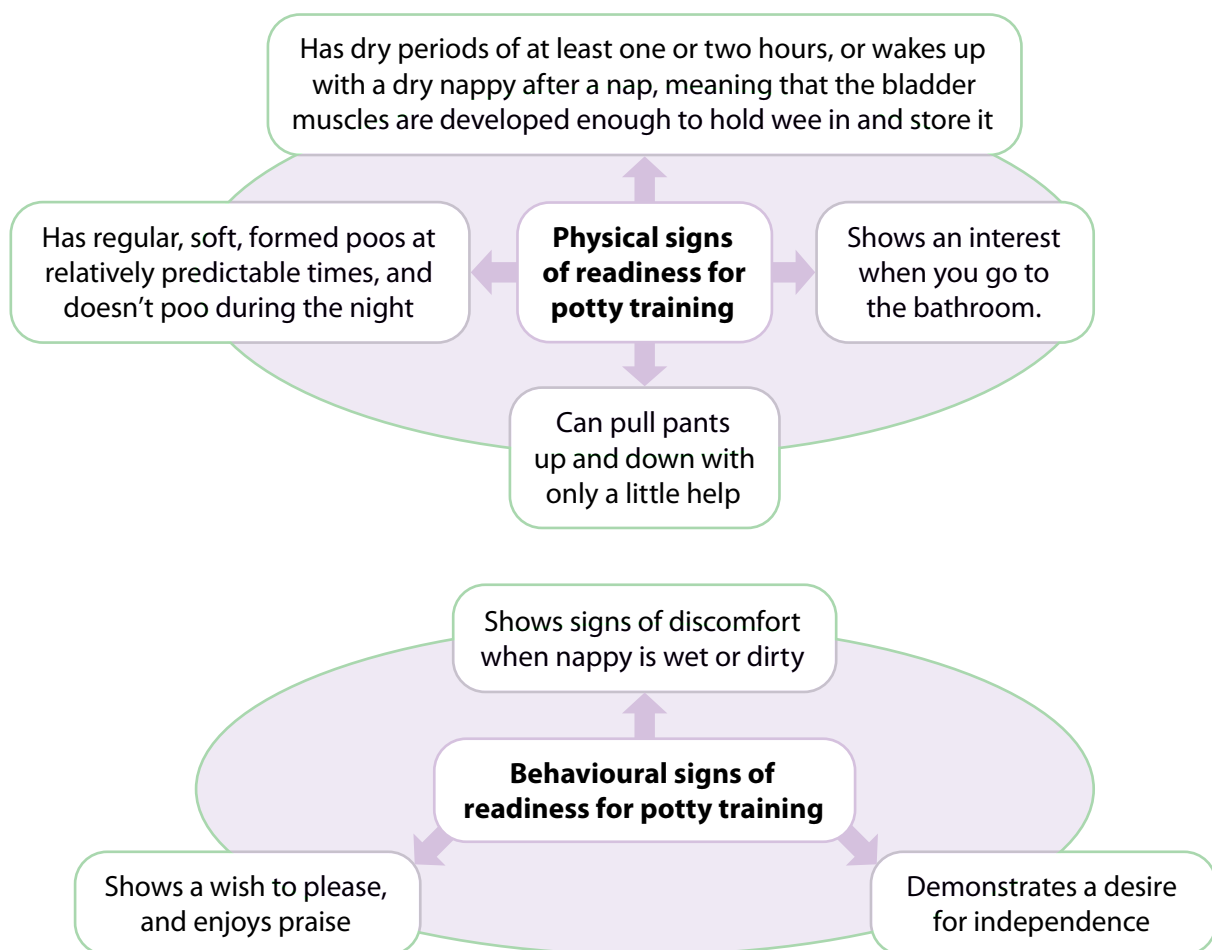 Has dry periods of at least one or two hours, or wakes up
with a dry nappy after a nap, meaning that the bladder
muscles are developed enough to hold wee in and store it
Has regular, soft, formed poos at
relatively predictable times, and
doesn’t poo during the night
Physical signs
of readiness for
potty training
Shows an interest
when you go to
the bathroom.
Can pull pants
up and down with
only a little help
Shows signs of discomfort
when nappy is wet or dirty
Behavioural signs of
readiness for potty training
Shows a wish to please,
and enjoys praise
Demonstrates a desire
for independence